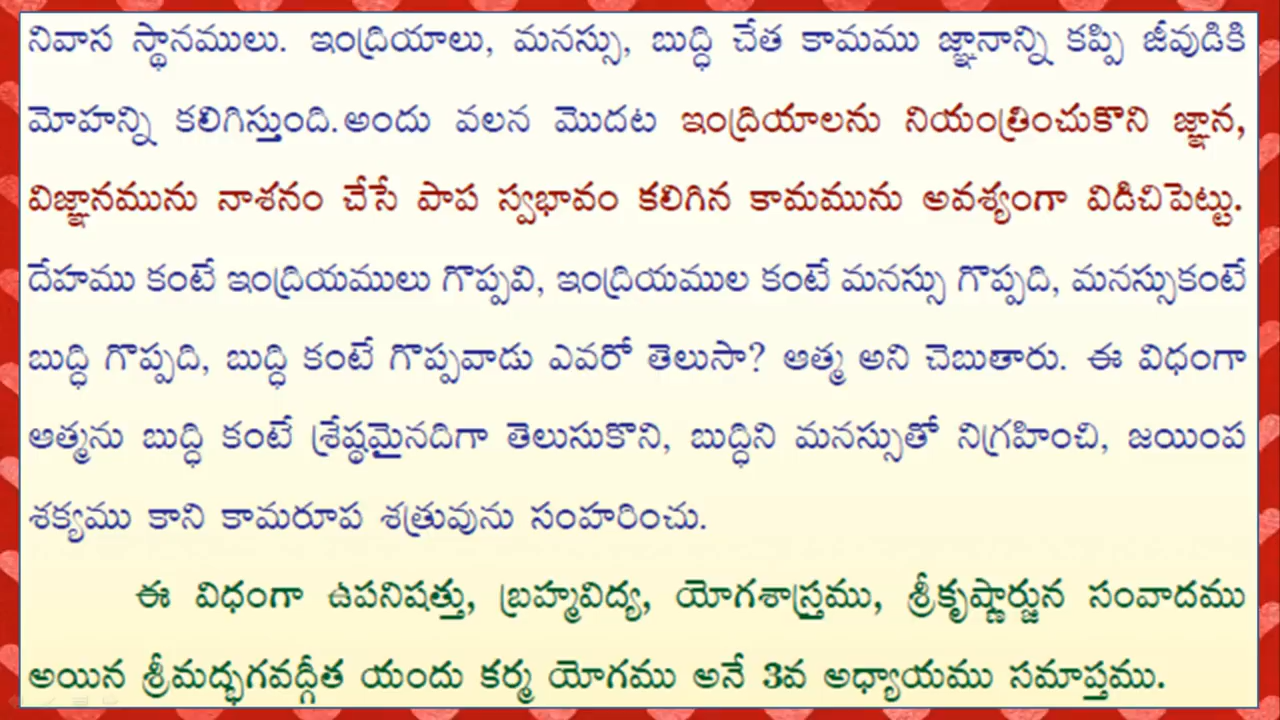 నివాస స్థానములు. ఇంద్రియాలు, మనస్సు, బుద్ధి చేత కామము జ్ఞానాన్ని కప్పి జీవుడికి
మోహాన్ని కలిగిస్తుంది.అందు వలన మొదట ఇంద్రియాలను నియంత్రించుకొని జ్ఞాన,
విజ్ఞానమును నాశనం చేసే పాప స్వభావం కలిగిన కామమును అవశ్యంగా విడిచిపెట్టు.
దేహము కంటే ఇంద్రియములు గొప్పవి, ఇంద్రియముల కంటే మనస్సు గొప్పది, మనస్సుకంటే
బుద్ధి గొప్పది, బుద్ధి కంటే గొప్పవాడు ఎవరో తెలుసా? ఆత్మ అని చెబుతారు. ఈ విధంగా
ఆత్మను బుద్ధి కంటే శ్రేష్ఠమైనదిగా తెలుసుకొని, బుద్ధిని మనస్సుతో నిగ్రహించి, జయింప
శక్యము కాని కామరూప శత్రువును సంహరించు.
ఈ విధంగా ఉపనిషత్తు, బ్రహ్మవిద్య, యోగశాస్త్రము, శ్రీకృష్ణార్జున సంవాదము
అయిన శ్రీమద్భగవద్గీత యందు కర్మ యోగము అనే 3వ అధ్యాయము సమాప్తము.